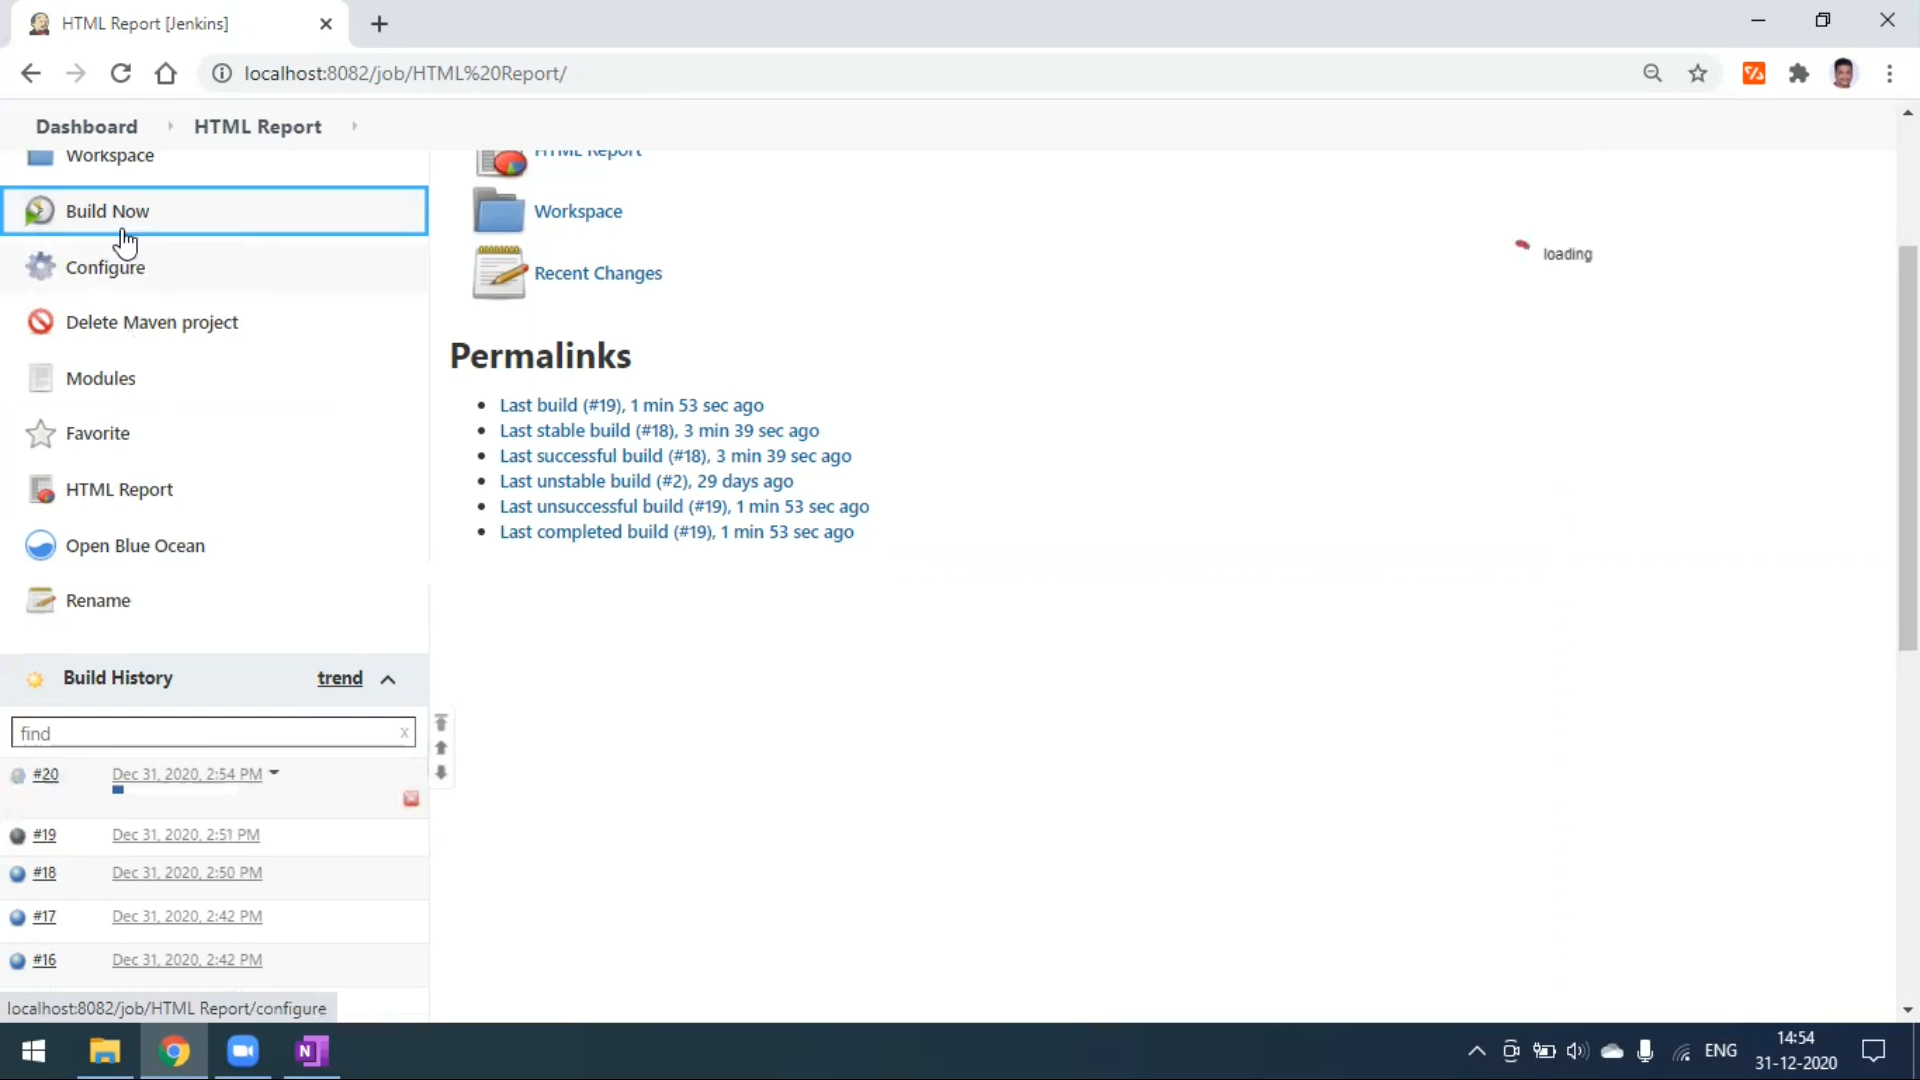 HTML Report [Jenkins]
localhost:8082/job/HTML%20Report/
Dashboard
HTML Report
Workspace
Build Now
Configure
Delete Maven project
Modules
Favorite
HTML Report
Open Blue Ocean
Rename
Build History
trend
find
x
#20 Dec 31, 2020, 2:54 PM
#19 Dec 31, 2020, 2:51 PM
#18 Dec 31, 2020, 2:50 PM
#17 Dec 31, 2020, 2:42 PM
#16 Dec 31, 2020, 2:42 PM
HTML Report
Workspace
Recent Changes
loading
Permalinks
Last build (#19), 1 min 53 sec ago
Last stable build (#18), 3 min 39 sec ago
Last successful build (#18), 3 min 39 sec ago
Last unstable build (#2), 29 days ago
Last unsuccessful build (#19), 1 min 53 sec ago
Last completed build (#19), 1 min 53 sec ago
localhost:8082/job/HTML Report/configure
N
ENG
14:54
31-12-2020